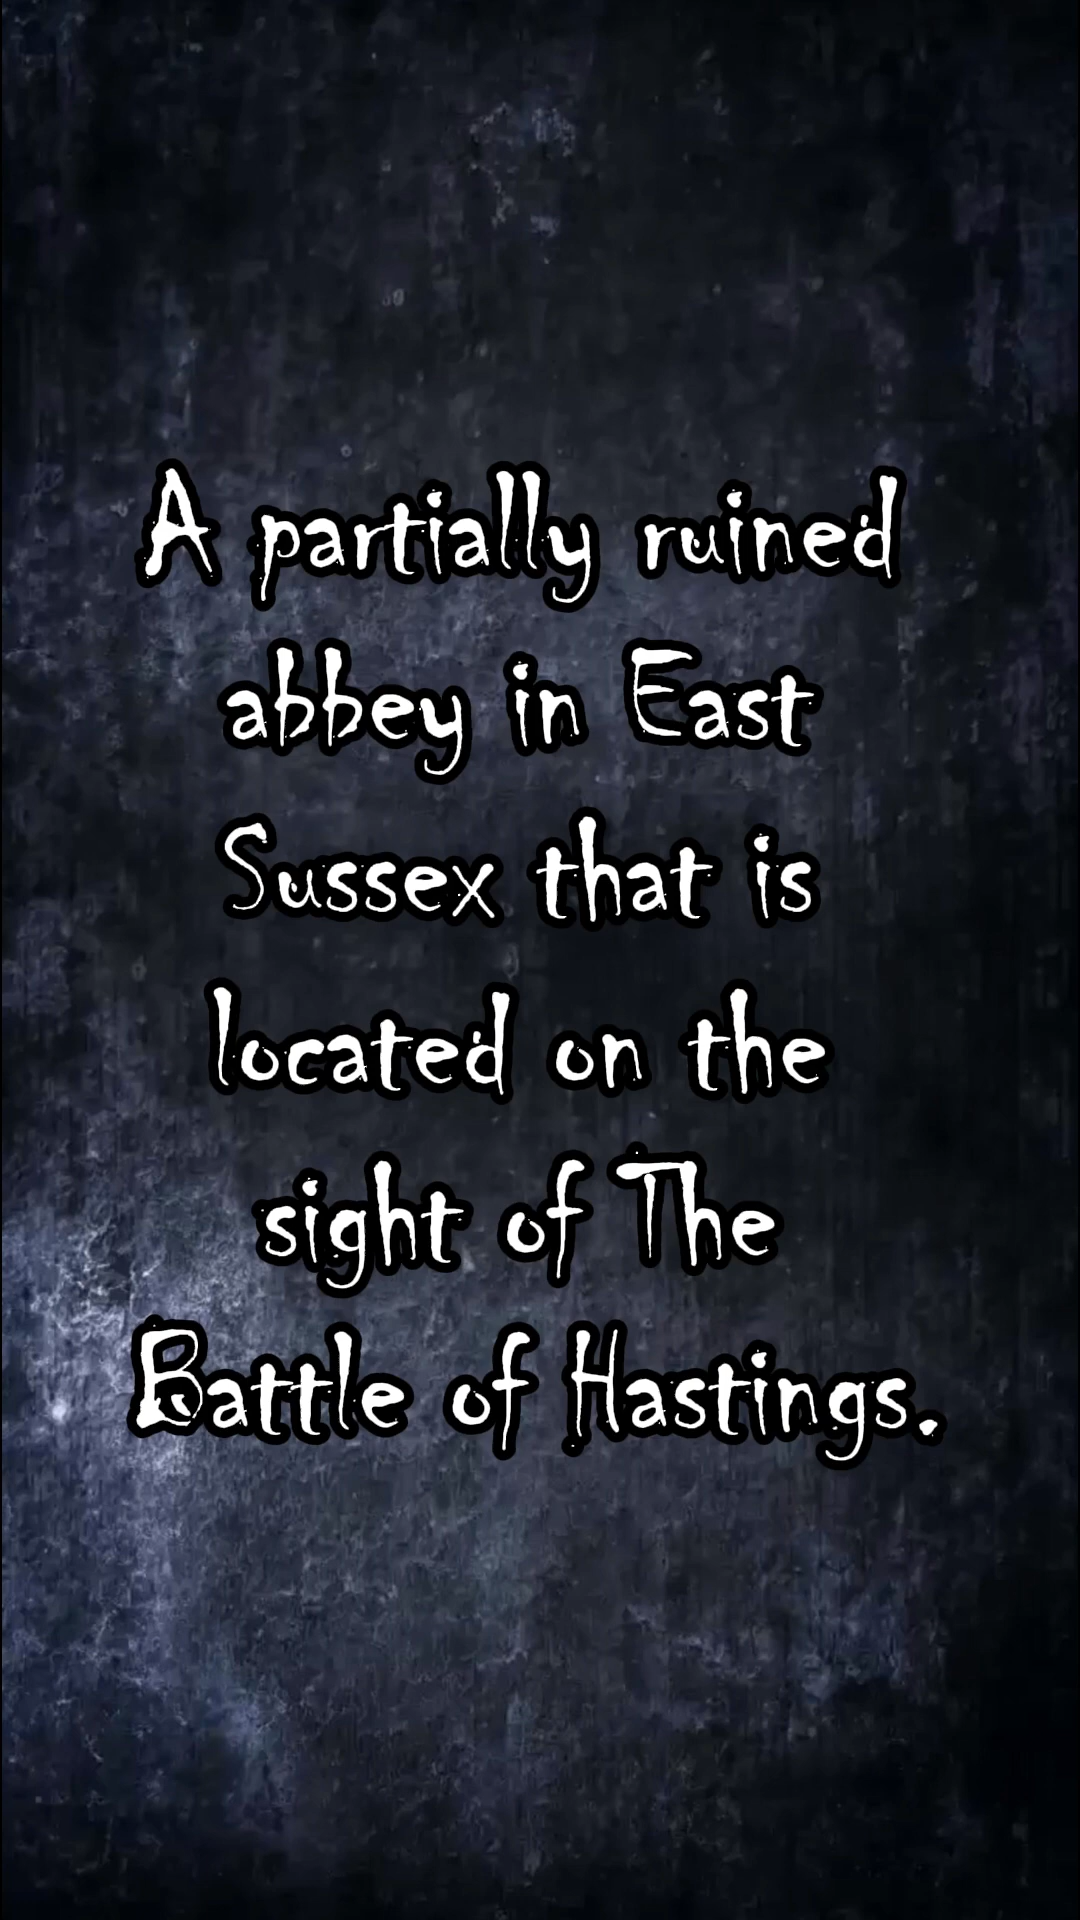 A partially ruined
abbey in East
Sussex that is
located on the
sight of The
Battle of Hastings.